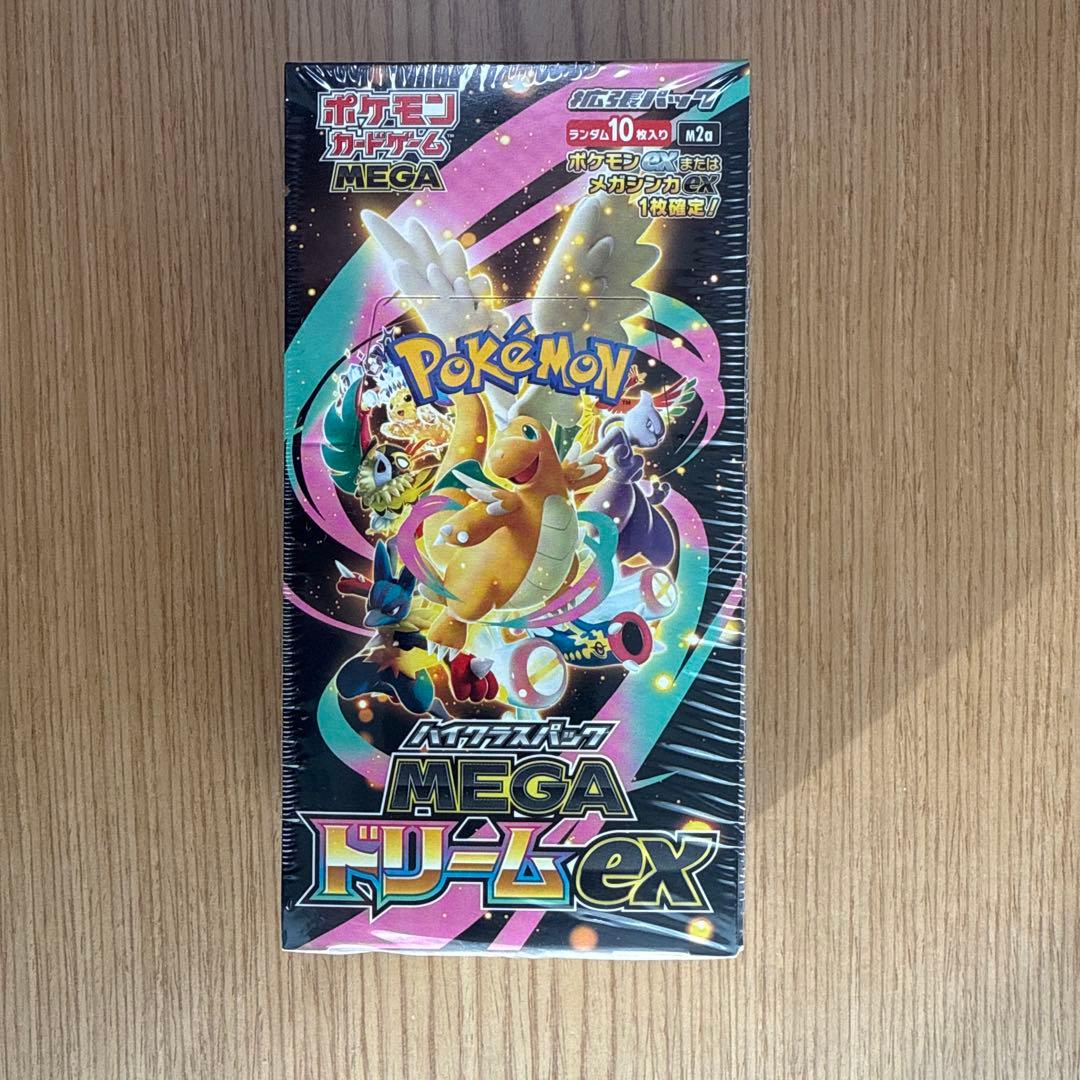 ポケモン
カードゲーム™
MEGA
拡張パック
ランダム10枚入り
M2a
ポケモンexまたは
メガシンカex
1枚確定!
POKéMON
TM
ハイクラスパック
MEGA
ドリームex